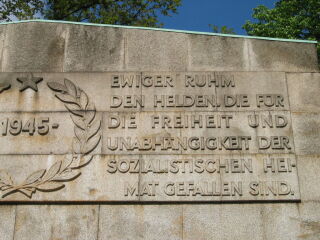 EWIGER RUHM
DEN HELDEN, DIE FÜR
1945- DIE FREIHEIT UND
UNABHÄNGIGKEIT DER
SOZIALISTISCHEN HEI-
MAT GEFALLEN SIND.